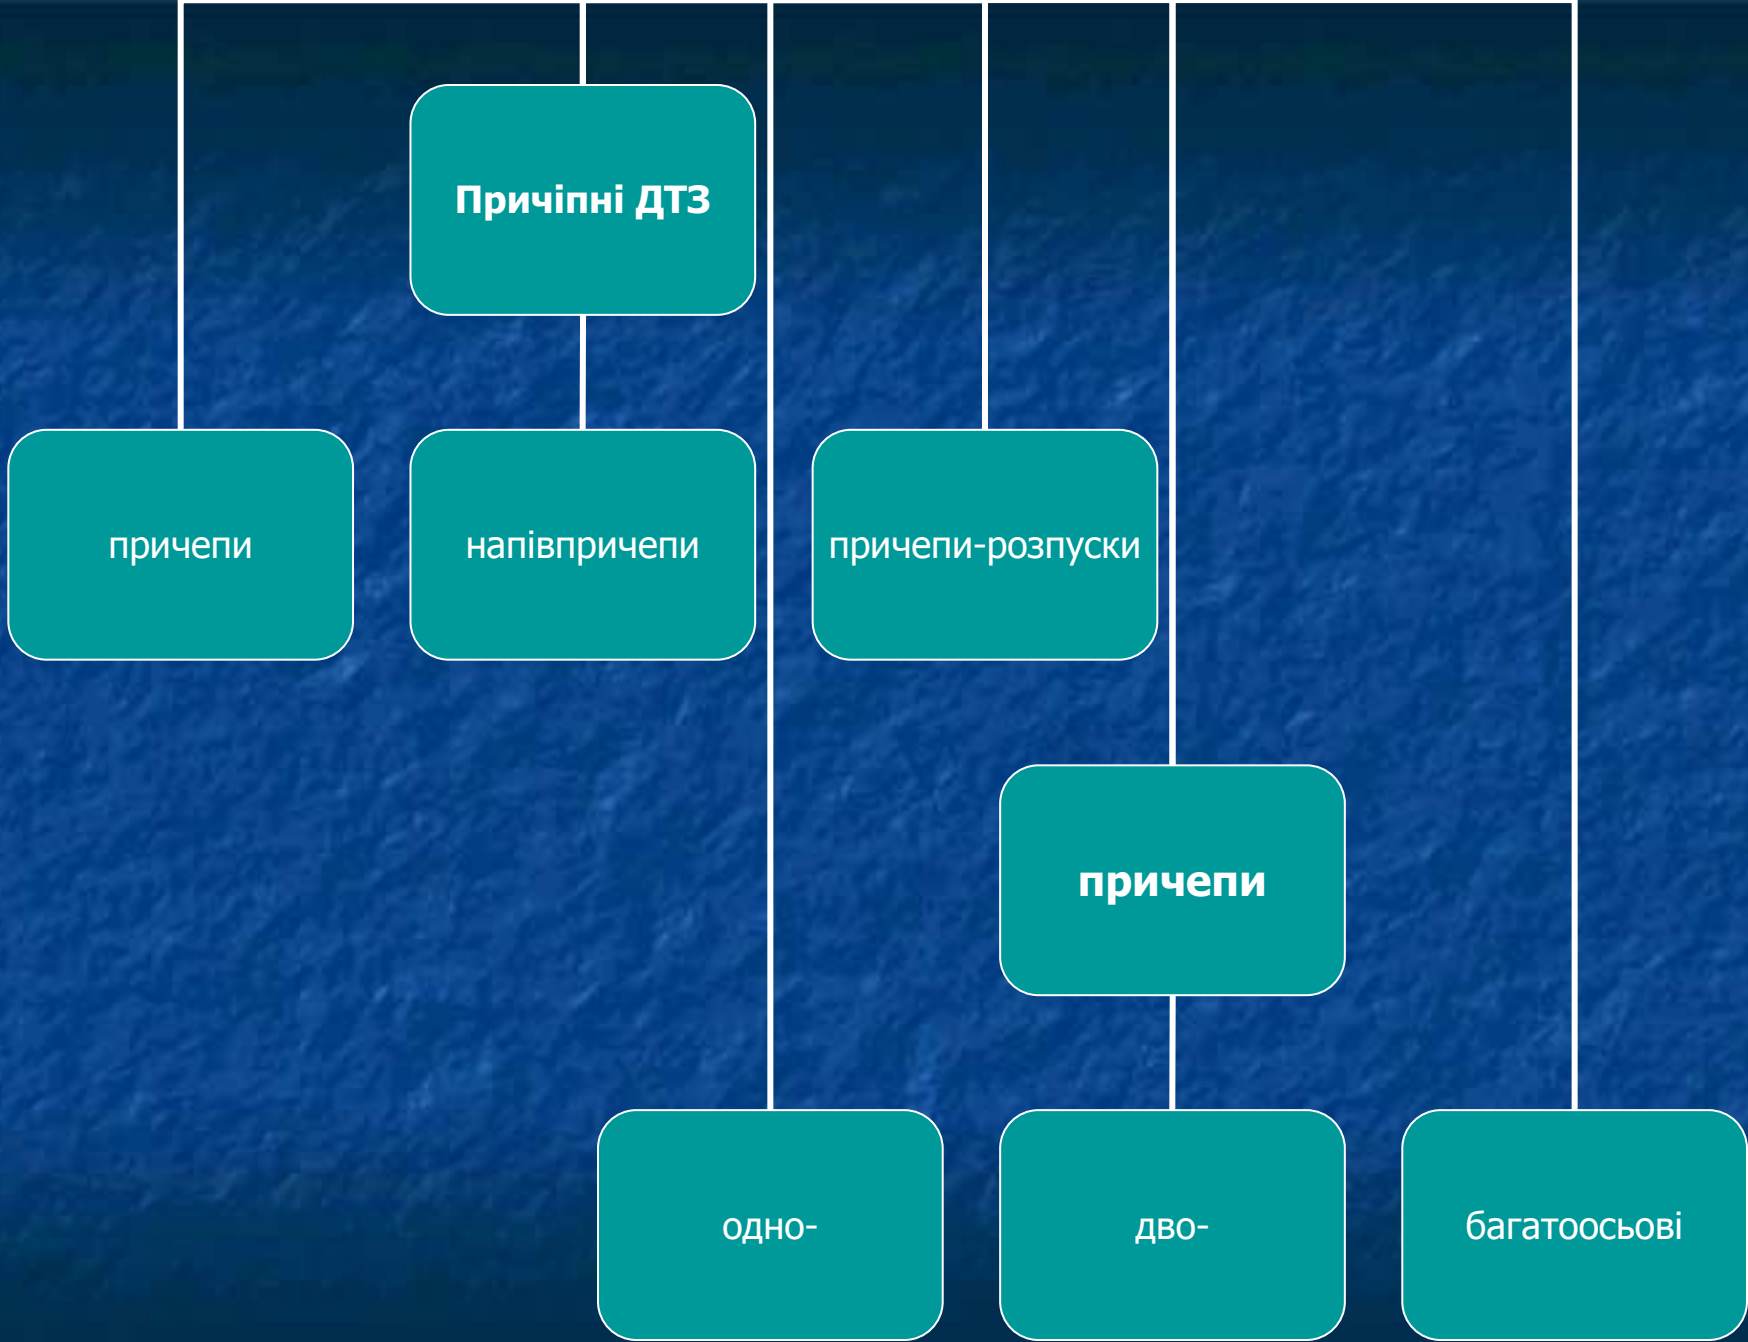 Причіпні ДТЗ
причепи
напівпричепи
причепи-розпуски
причепи
одно-
дво-
багатоосьові